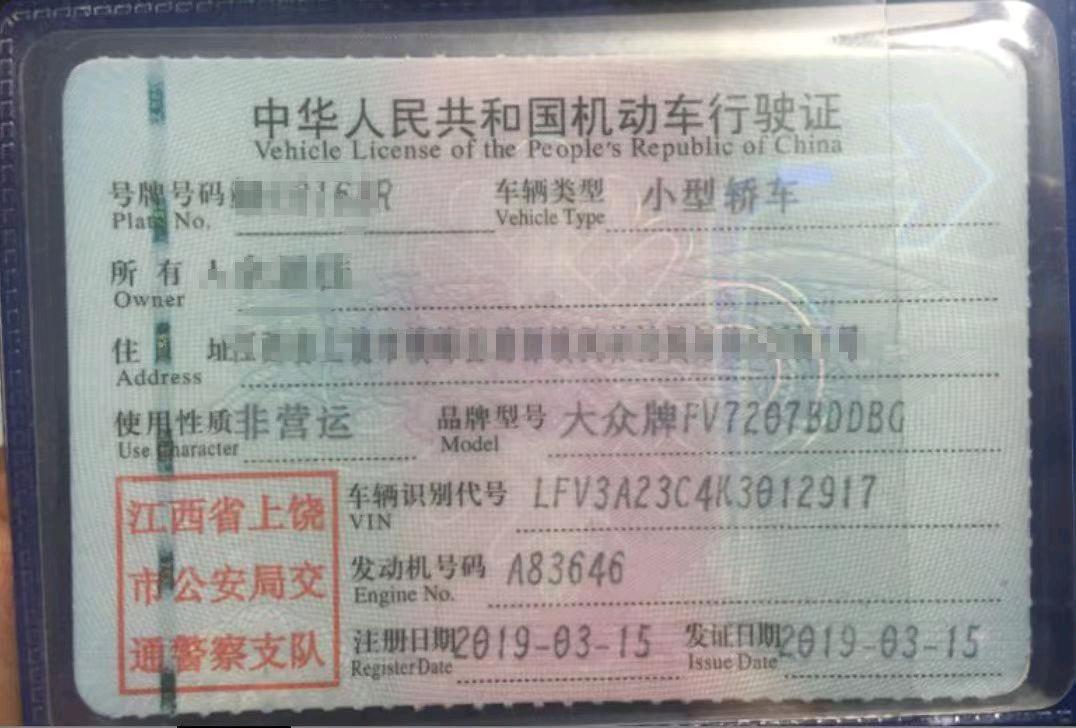 中华人民共和国机动车行驶证
Vehicle License of the People's Republic of China
号牌号码 车辆类型 小型轿车
Plate No. Vehicle Type
所有人
Owner
住址
Address
使用性质 非营运 品牌型号 大众牌FV7207BDDBG
Use Character Model
车辆识别代号 LFV3A23C4K3012917
VIN
发动机号码 A83646
Engine No.
注册日期 2019-03-15 发证日期 2019-03-15
Register Date Issue Date
江西省上饶
市公安局交
通警察支队